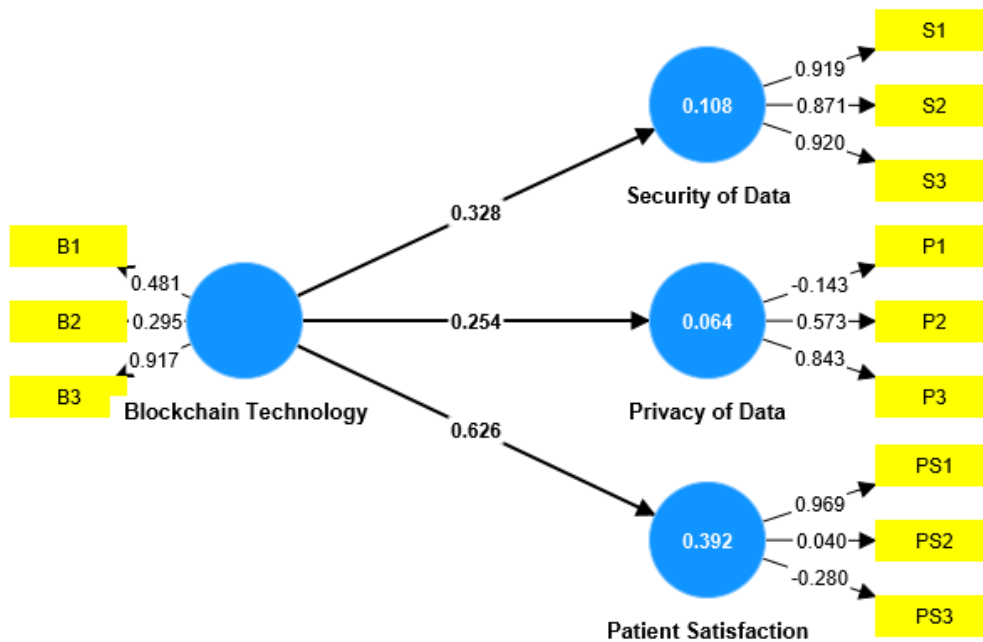 S1
0.919
0.108
0.871
S2
0.920
S3
Security of Data
0.328
B1
0.481
B2
0.295
0.917
B3
Blockchain Technology
0.254
P1
-0.143
0.064
0.573
P2
0.843
P3
Privacy of Data
0.626
PS1
0.969
0.392
0.040
PS2
-0.280
PS3
Patient Satisfaction